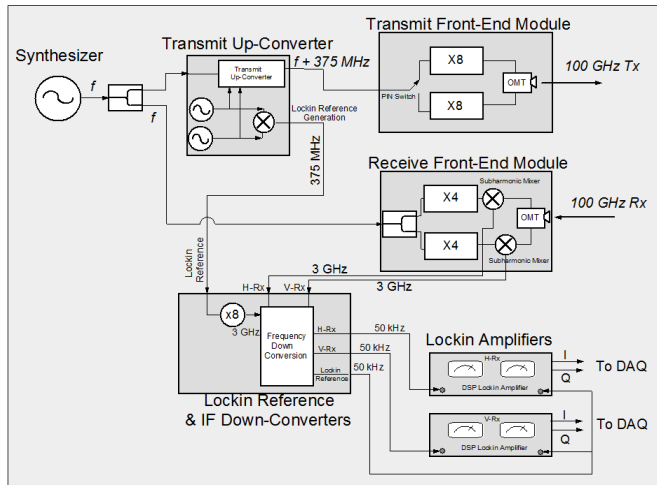 Synthesizer
f
f
Transmit Up-Converter
Transmit
Up-Converter
Lockin Reference
Generation
f + 375 MHz
375 MHz
Transmit Front-End Module
PIN Switch
X8
X8
OMT
100 GHz Tx
Receive Front-End Module
Subharmonic Mixer
X4
X4
OMT
Subharmonic Mixer
100 GHz Rx
Lockin
Reference
H-Rx
V-Rx
3 GHz
3 GHz
x8
3 GHz
Frequency
Down
Conversion
H-Rx
V-Rx
Lockin
Reference
50 kHz
50 kHz
50 kHz
Lockin Reference
& IF Down-Converters
Lockin Amplifiers
H-Rx
DSP Lockin Amplifier
I
Q
To DAQ
V-Rx
DSP Lockin Amplifier
I
Q
To DAQ